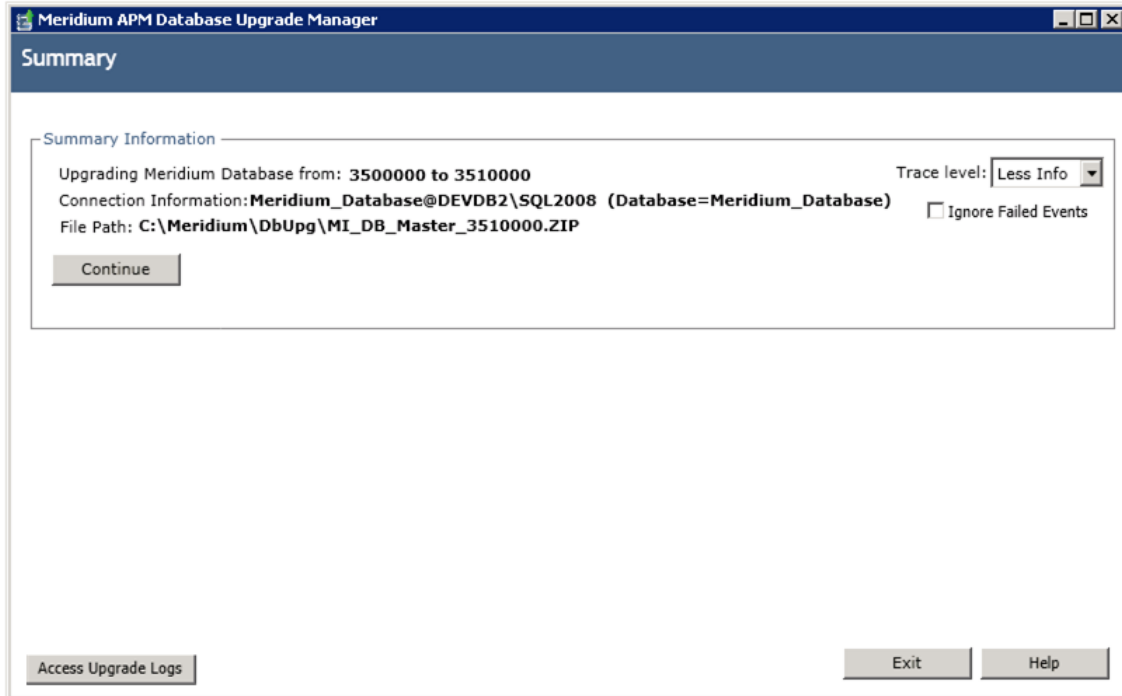 Meridium APM Database Upgrade Manager
Summary
Summary Information
Upgrading Meridium Database from: 3500000 to 3510000
Trace level: Less Info
Connection Information:Meridium_Database@DEVDB2\SQL2008 (Database=Meridium_Database)
Ignore Failed Events
File Path: C:\Meridium\DbUpg\MI_DB_Master_3510000.ZIP
Continue
Access Upgrade Logs
Exit
Help